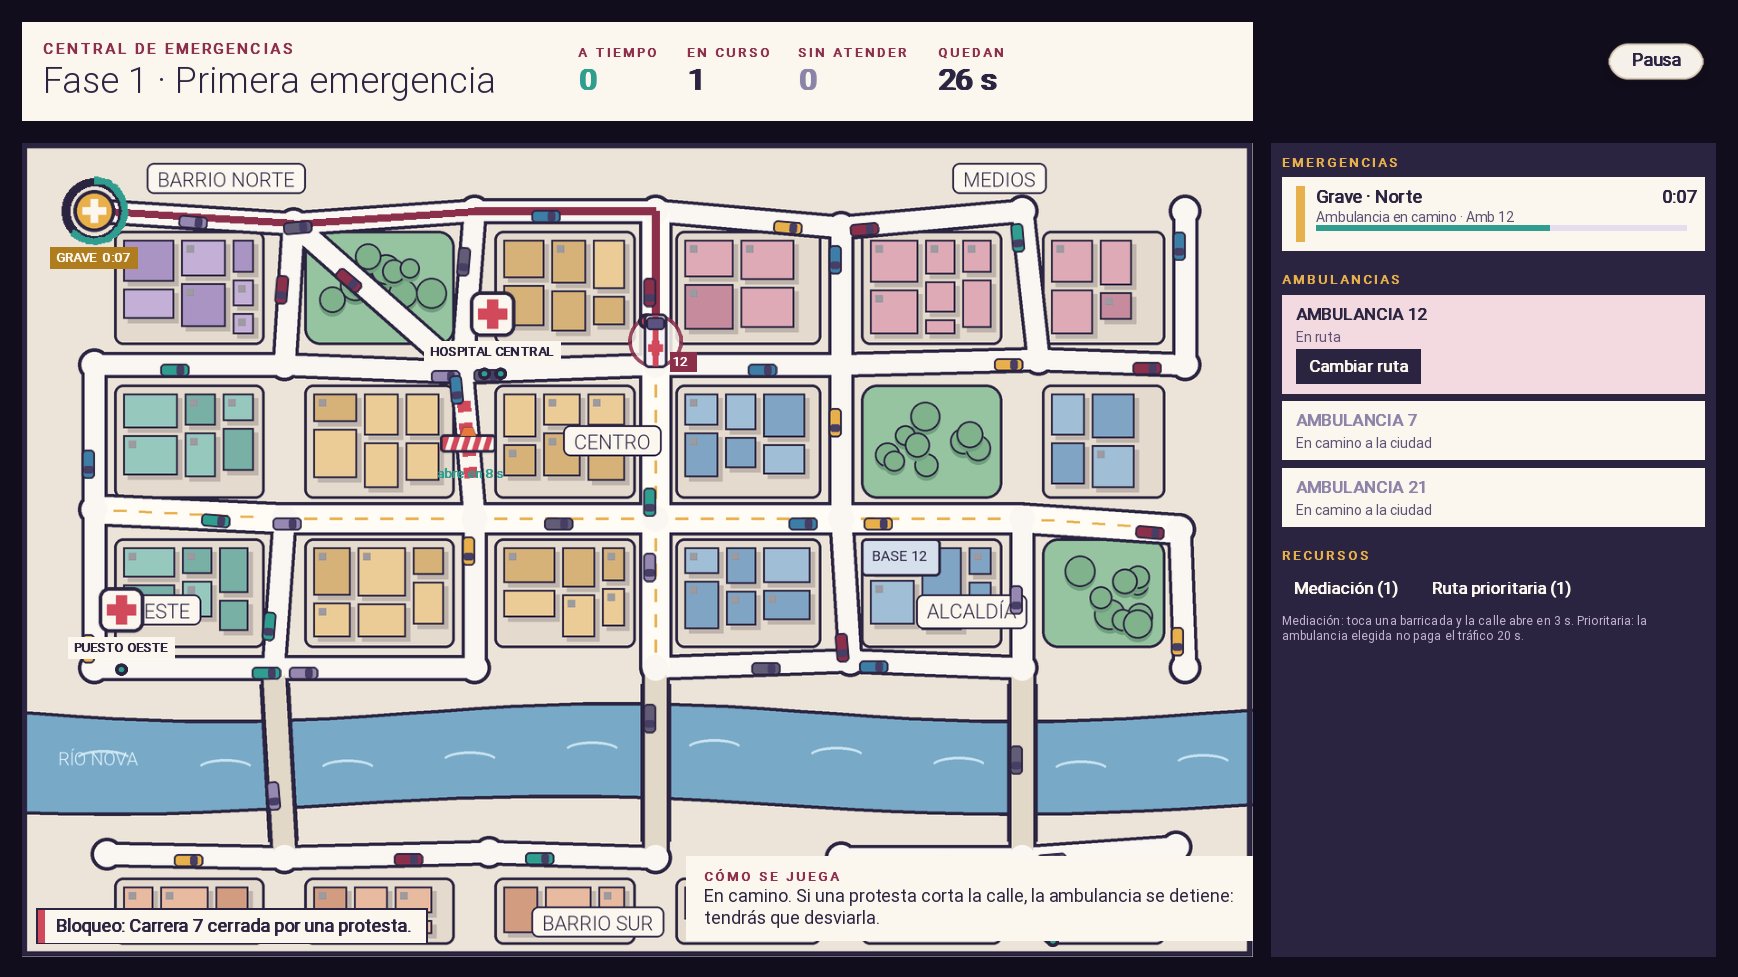 CENTRAL DE EMERGENCIAS
Fase 1 · Primera emergencia
A TIEMPO
0
EN CURSO
1
SIN ATENDER
0
QUEDAN
26 s
Pausa
BARRIO NORTE
MEDIOS
GRAVE 0:07
HOSPITAL CENTRAL
12
CENTRO
abre en 8 s
BASE 12
ESTE
ALCALDÍA
PUESTO OESTE
RÍO NOVA
BARRIO SUR
Bloqueo: Carrera 7 cerrada por una protesta.
CÓMO SE JUEGA
En camino. Si una protesta corta la calle, la ambulancia se detiene:
tendrás que desviarla.
EMERGENCIAS
Grave · Norte
0:07
Ambulancia en camino · Amb 12
AMBULANCIAS
AMBULANCIA 12
En ruta
Cambiar ruta
AMBULANCIA 7
En camino a la ciudad
AMBULANCIA 21
En camino a la ciudad
RECURSOS
Mediación (1)
Ruta prioritaria (1)
Mediación: toca una barricada y la calle abre en 3 s. Prioritaria: la
ambulancia elegida no paga el tráfico 20 s.